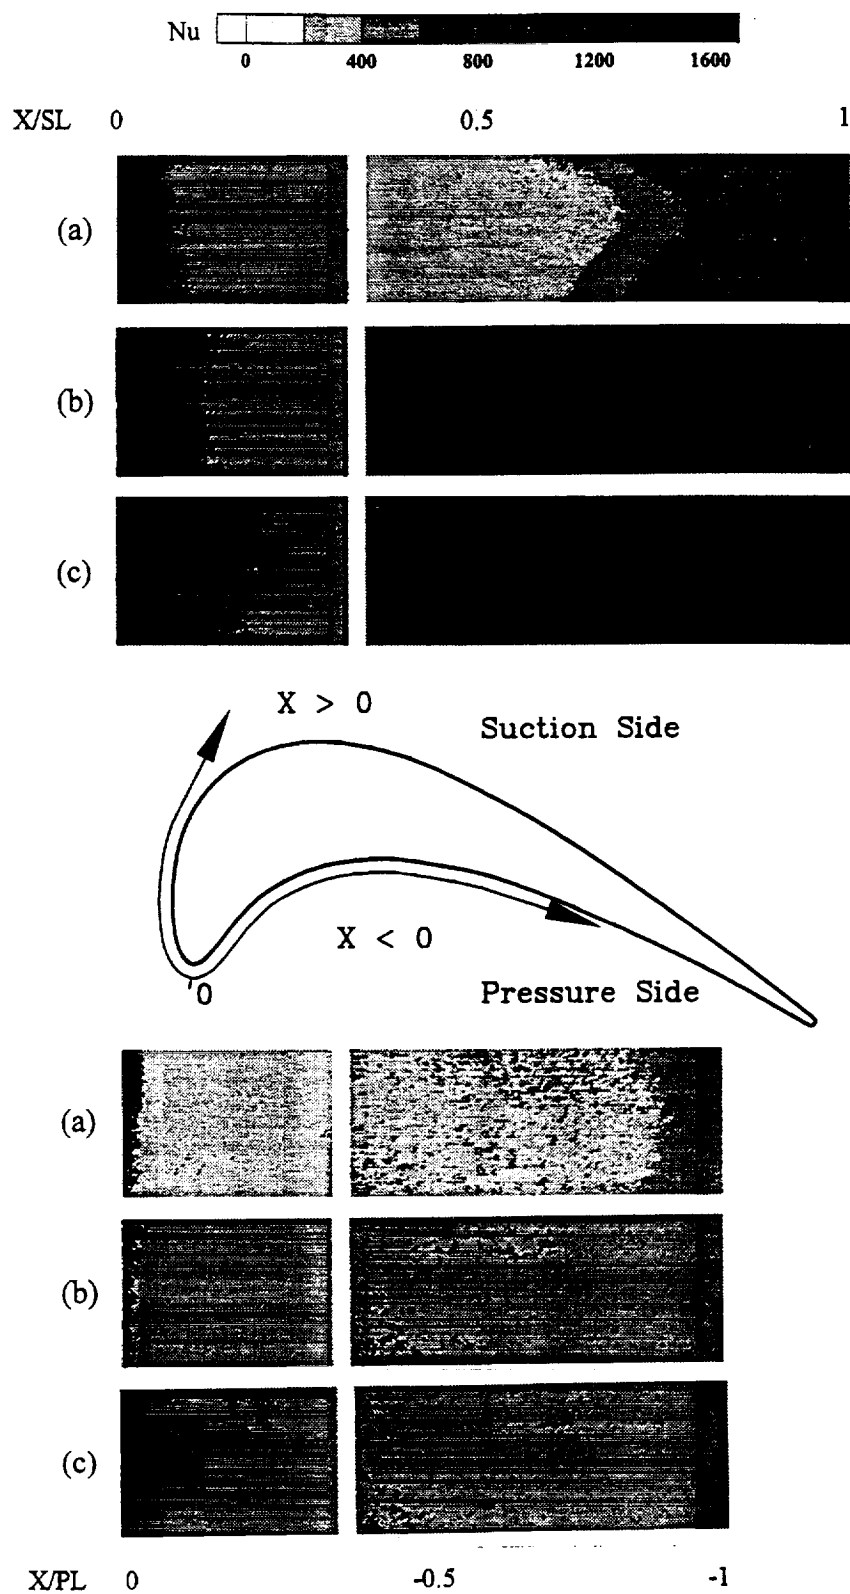 Nu
0 400 800 1200 1600
X/SL 0 0.5 1
(a)
(b)
(c)
X > 0
Suction Side
X < 0
0
Pressure Side
(a)
(b)
(c)
X/PL 0 -0.5 -1